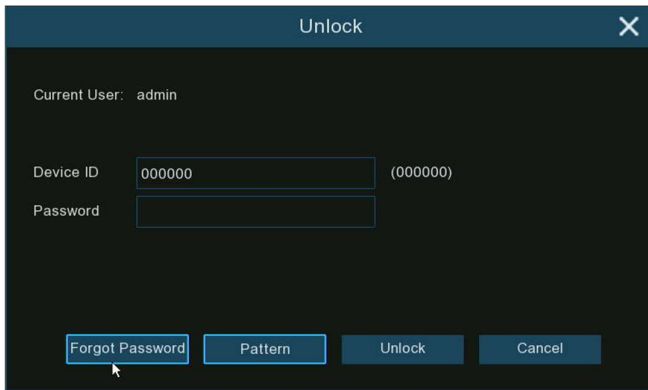 Unlock
Current User: admin
Device ID 000000 (000000)
Password
Forgot Password Pattern Unlock Cancel